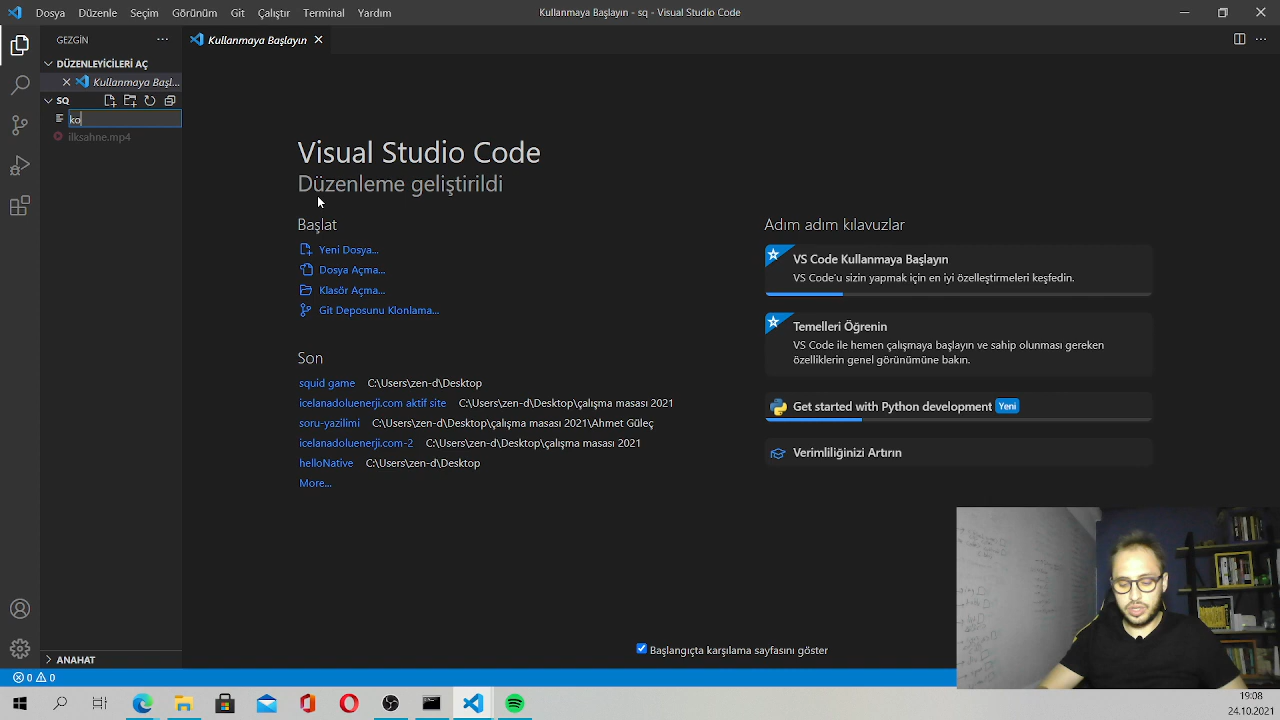 Dosya Düzenle Seçim Görünüm Git Çalıştır Terminal Yardım
Kullanmaya Başlayın - sq - Visual Studio Code
GEZGİN
Kullanmaya Başlayın
DÜZENLEYİCİLERİ AÇ
Kullanmaya Başl...
SQ
ko
ilksahne.mp4
Visual Studio Code
Düzenleme geliştirildi
Başlat
Yeni Dosya...
Dosya Açma...
Klasör Açma...
Git Deposunu Klonlama...
Son
squid game C:\Users\zen-d\Desktop
icelanadoluenerji.com aktif site C:\Users\zen-d\Desktop\çalışma masası 2021
soru-yazilimi C:\Users\zen-d\Desktop\çalışma masası 2021\Ahmet Güleç
icelanadoluenerji.com-2 C:\Users\zen-d\Desktop\çalışma masası 2021
helloNative C:\Users\zen-d\Desktop
More...
Adım adım kılavuzlar
VS Code Kullanmaya Başlayın
VS Code'u sizin yapmak için en iyi özelleştirmeleri keşfedin.
Temelleri Öğrenin
VS Code ile hemen çalışmaya başlayın ve sahip olunması gereken
özelliklerin genel görünümüne bakın.
Get started with Python development Yeni
Verimliliğinizi Artırın
Başlangıçta karşılama sayfasını göster
ANAHAT
0 0
19:08
24.10.2021